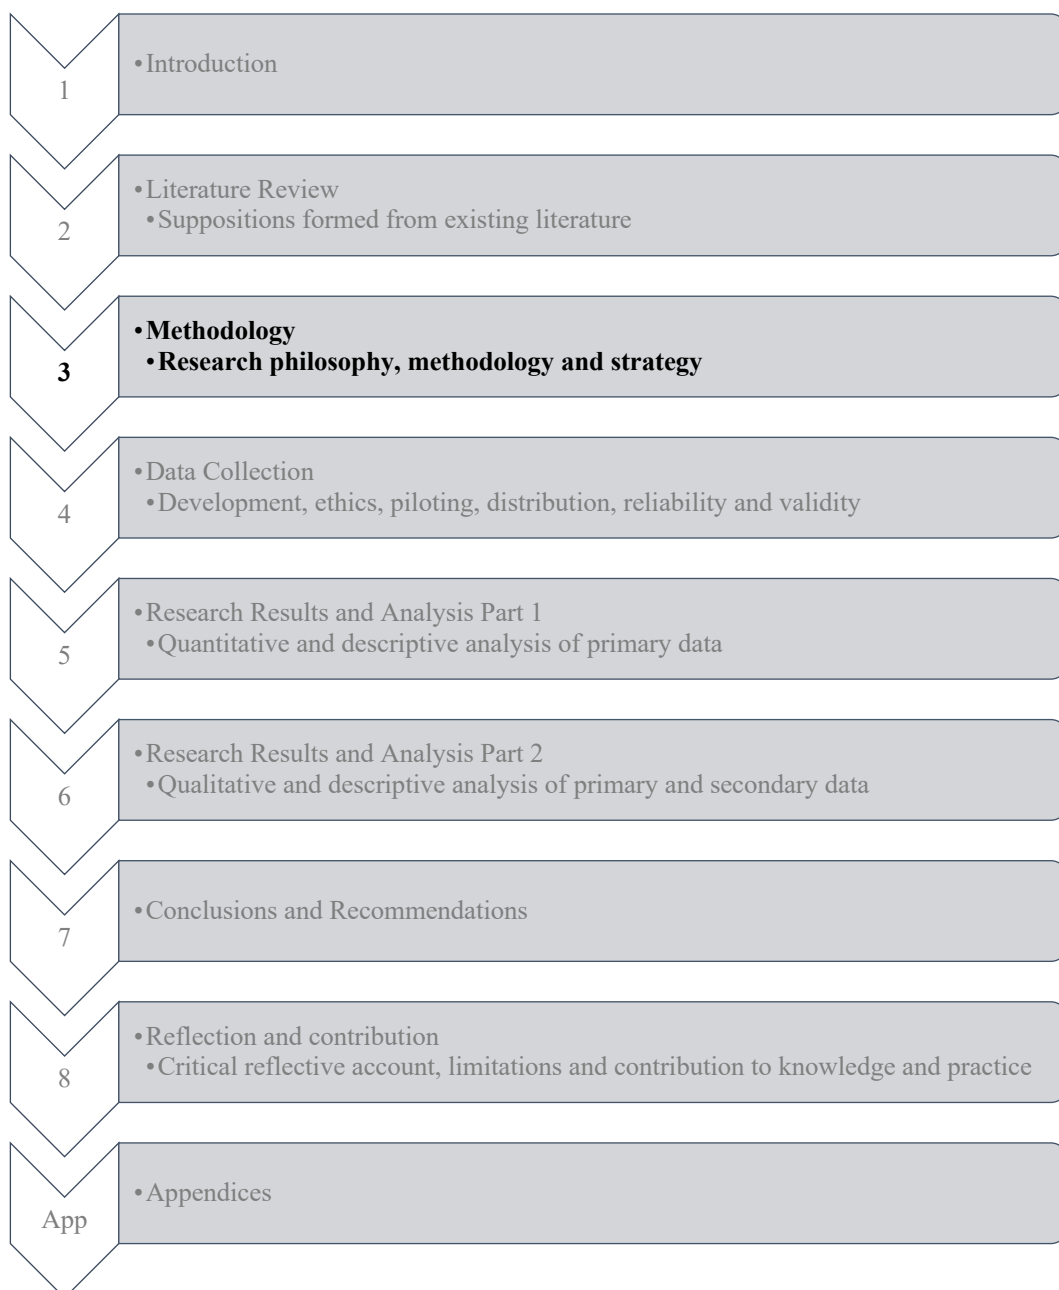 1
•Introduction
2
•Literature Review
•Suppositions formed from existing literature
3
•Methodology
•Research philosophy, methodology and strategy
4
•Data Collection
•Development, ethics, piloting, distribution, reliability and validity
5
•Research Results and Analysis Part 1
•Quantitative and descriptive analysis of primary data
6
•Research Results and Analysis Part 2
•Qualitative and descriptive analysis of primary and secondary data
7
•Conclusions and Recommendations
8
•Reflection and contribution
•Critical reflective account, limitations and contribution to knowledge and practice
App
•Appendices